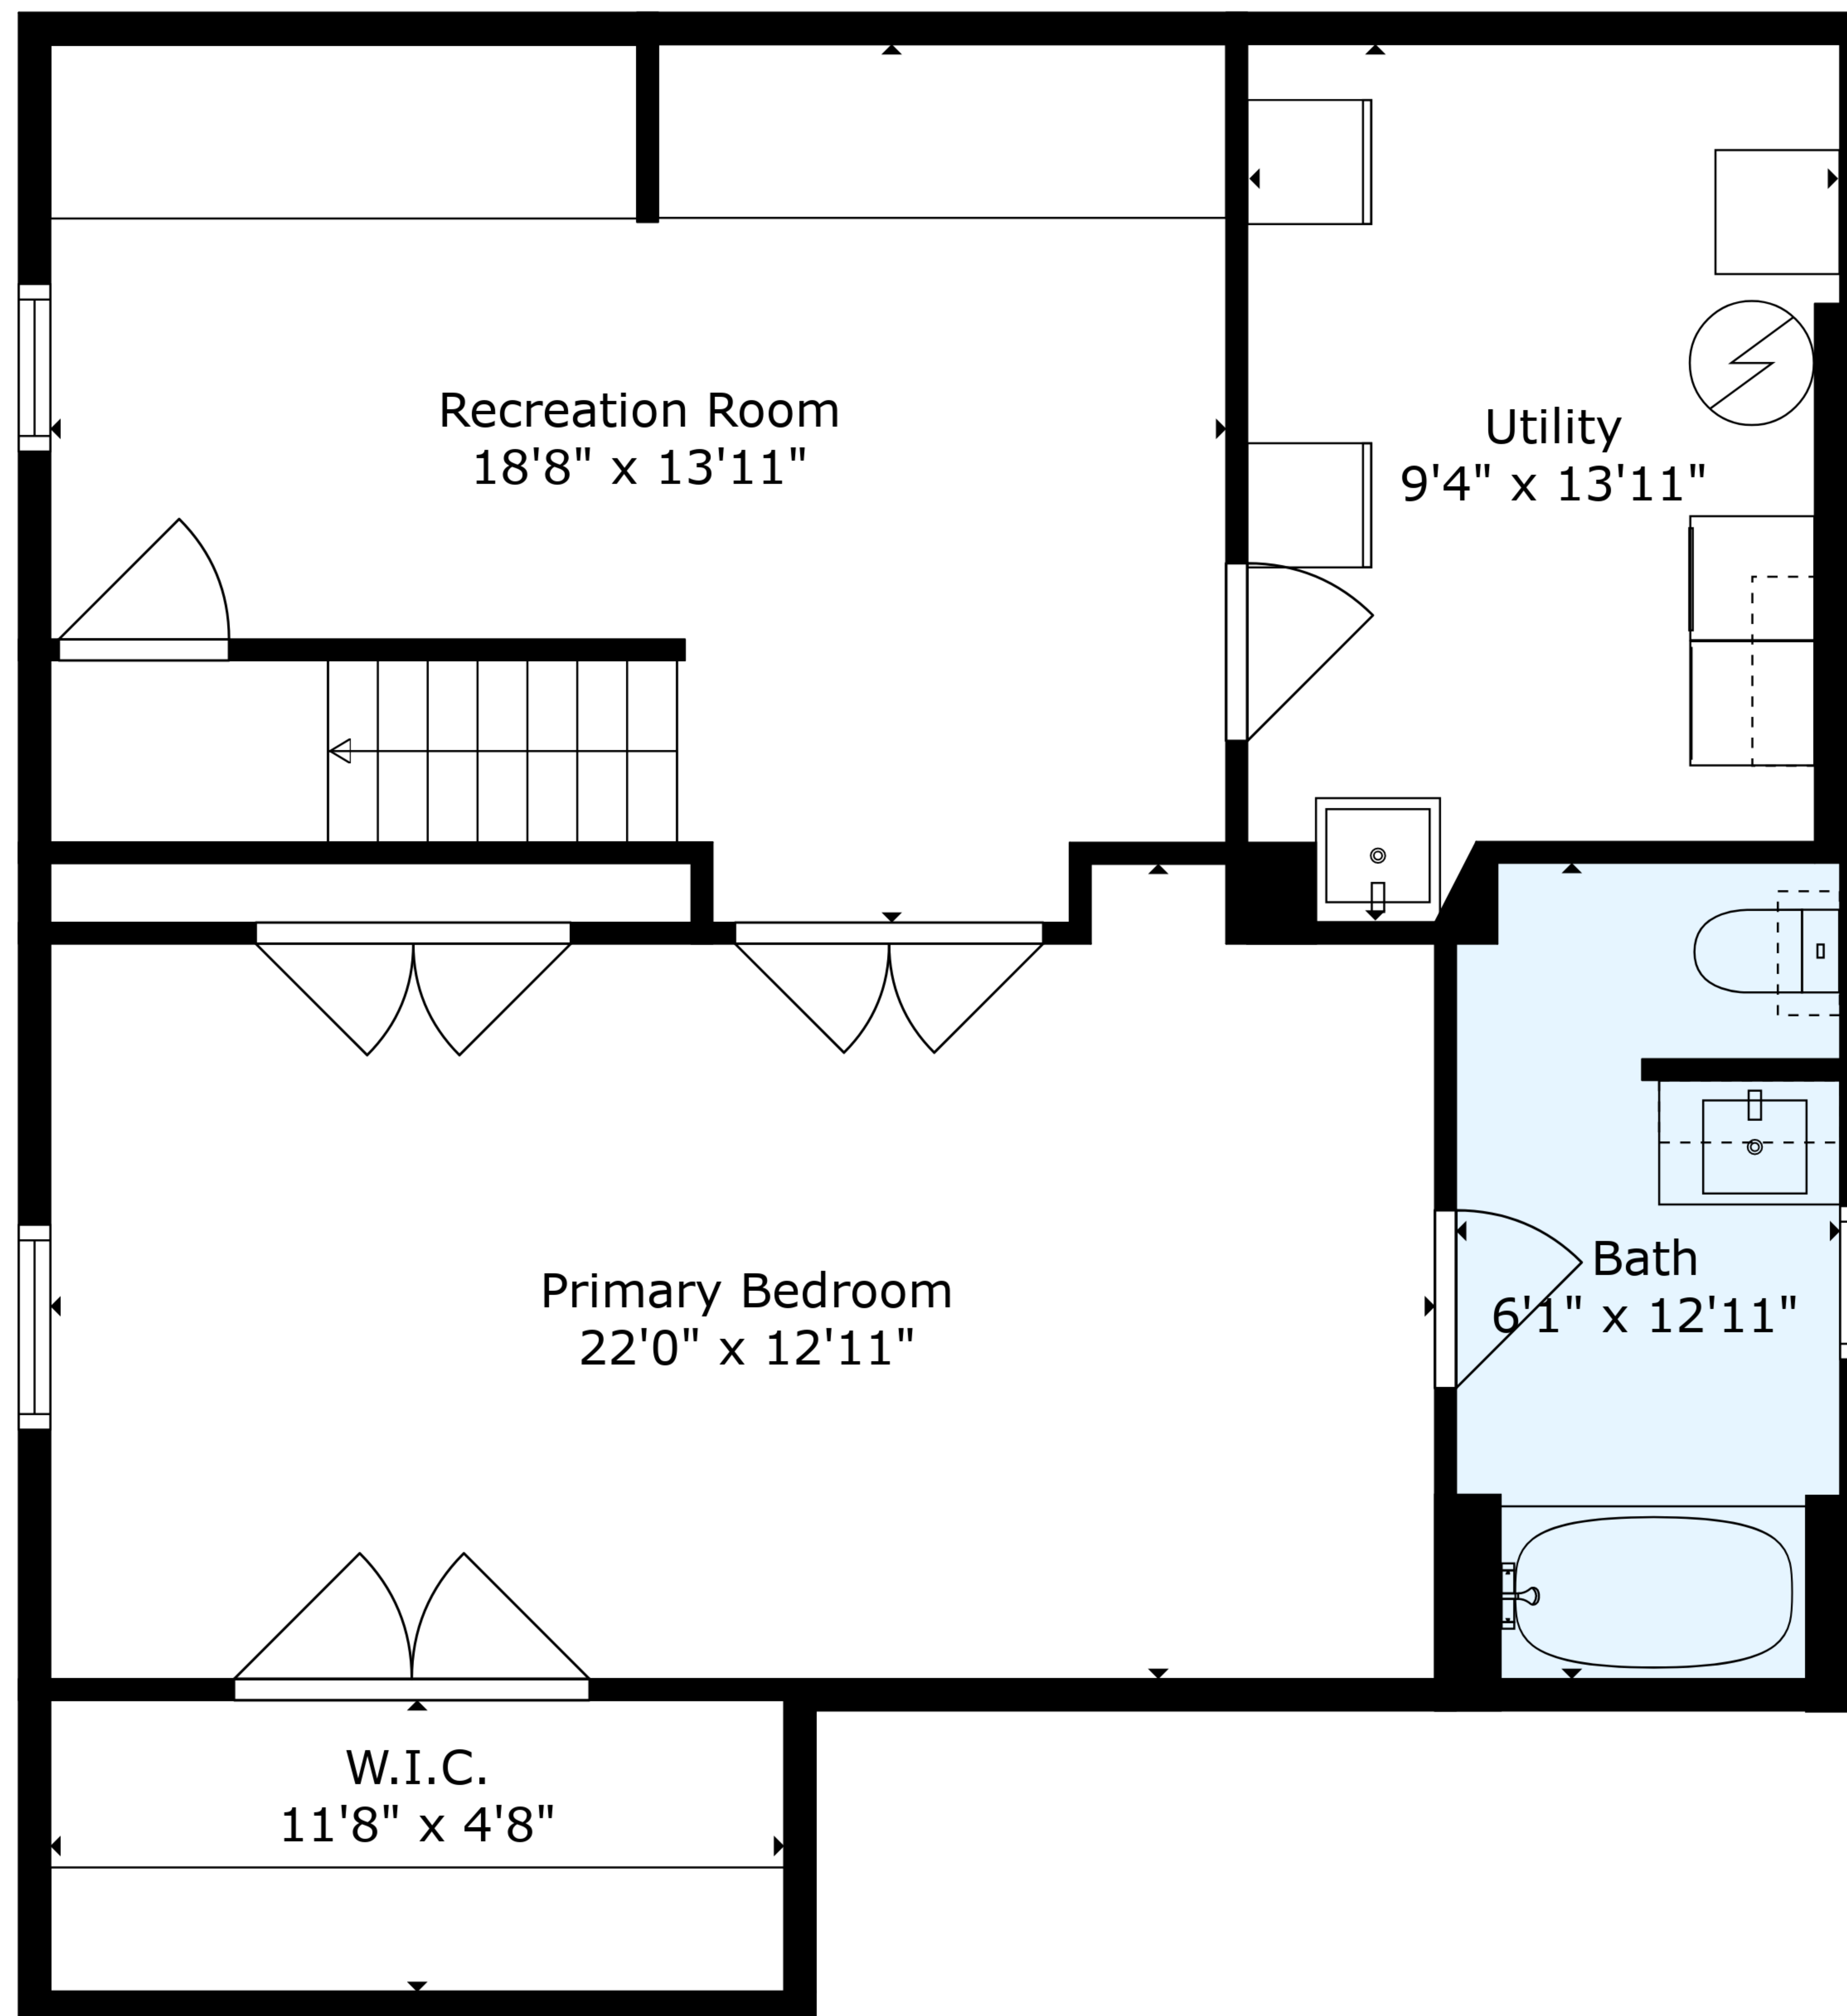 Recreation Room
18'8" x 13'11"
Utility
9'4" x 13'11"
Primary Bedroom
22'0" x 12'11"
Bath
6'1" x 12'11"
W.I.C.
11'8" x 4'8"